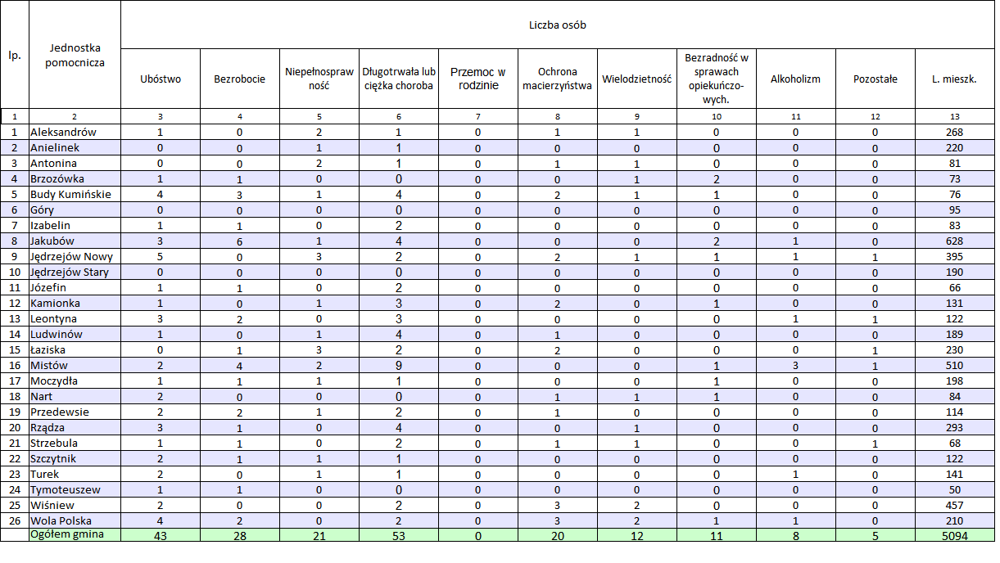 Liczba osób
lp.
Jednostka
pomocnicza
Ubóstwo
Bezrobocie
Niepełnospraw
ność
Długotrwała lub
ciężka choroba
Przemoc w
rodzinie
Ochrona
macierzyństwa
Wielodzietność
Bezradność w
sprawach
opiekuńczo-
wych.
Alkoholizm
Pozostałe
L. mieszk.
1 2 3 4 5 6 7 8 9 10 11 12 13
1 Aleksandrów 1 0 2 1 0 1 1 0 0 0 268
2 Anielinek 0 0 1 1 0 0 0 0 0 0 220
3 Antonina 0 0 2 1 0 1 1 0 0 0 81
4 Brzozówka 1 1 0 0 0 0 1 2 0 0 73
5 Budy Kumińskie 4 3 1 4 0 2 1 1 0 0 76
6 Góry 0 0 0 0 0 0 0 0 0 0 95
7 Izabelin 1 1 0 2 0 0 0 0 0 0 83
8 Jakubów 3 6 1 4 0 0 0 2 1 0 628
9 Jędrzejów Nowy 5 0 3 2 0 2 1 1 1 1 395
10 Jędrzejów Stary 0 0 0 0 0 0 0 0 0 0 190
11 Józefin 1 1 0 2 0 0 0 0 0 0 66
12 Kamionka 1 0 1 3 0 2 0 1 0 0 131
13 Leontyna 3 2 0 3 0 0 0 0 1 1 122
14 Ludwinów 1 0 1 4 0 1 0 0 0 0 189
15 Łaziska 0 1 3 2 0 2 0 0 0 1 230
16 Mistów 2 4 2 9 0 0 0 1 3 1 510
17 Moczydła 1 1 1 1 0 0 0 1 0 0 198
18 Nart 2 0 0 0 0 1 1 1 0 0 84
19 Przedewsie 2 2 1 2 0 1 0 0 0 0 114
20 Rządza 3 1 0 4 0 0 1 0 0 0 293
21 Strzebula 1 1 0 2 0 1 1 0 0 1 68
22 Szczytnik 2 1 1 1 0 0 0 0 0 0 122
23 Turek 2 0 1 1 0 0 0 0 1 0 141
24 Tymoteuszew 1 1 0 0 0 0 0 0 0 0 50
25 Wiśniew 2 0 0 2 0 3 2 0 0 0 457
26 Wola Polska 4 2 0 2 0 3 2 1 1 0 210
Ogółem gmina 43 28 21 53 0 20 12 11 8 5 5094